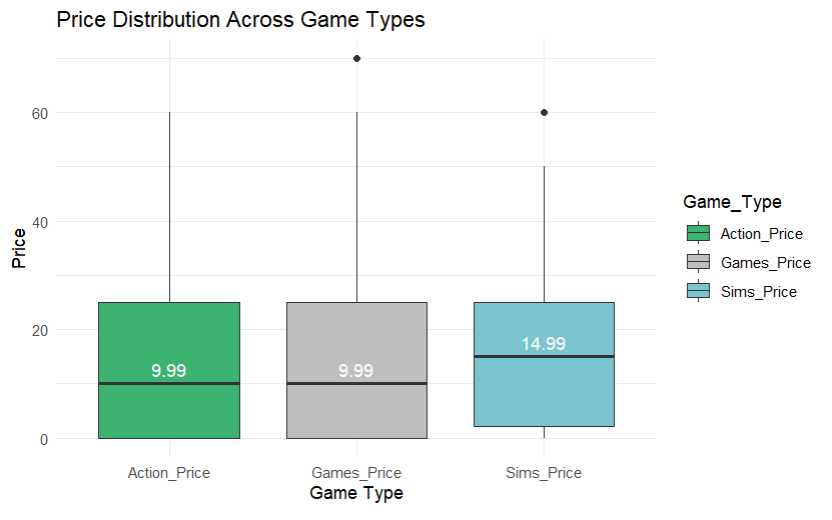 Price Distribution Across Game Types
Price
60
40
20
0
9.99
9.99
14.99
Action_Price
Games_Price
Sims_Price
Game Type
Game_Type
Action_Price
Games_Price
Sims_Price